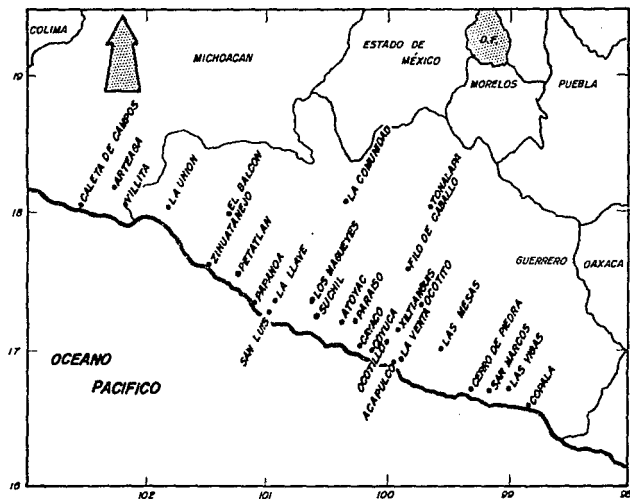 COLIMA
MICHOACAN
ESTADO DE
MÉXICO
D.F.
MORELOS
PUEBLA
19
CALETA DE CAMPOS
ARTEAGA
VILLITA
LA UNION
EL BALCON
ZIHUATANEJO
PETATLAN
PAPANOA
SAN LUIS
LA LLAVE
LOS MAGUEYES
SUCHIL
LA COMUNIDAD
ATOYAC
PARAISO
CAYACO
COYUCA
OCOTILLO
ACAPULCO
LA VENTA
XALTIANGUIS
OCOTITO
FILO DE CABALLO
TONALAPA
LAS MESAS
CERRO DE PIEDRA
SAN MARCOS
LAS VIGAS
COPALA
GUERRERO
OAXACA
18
17
OCEANO
PACIFICO
16
102
101
100
99
98